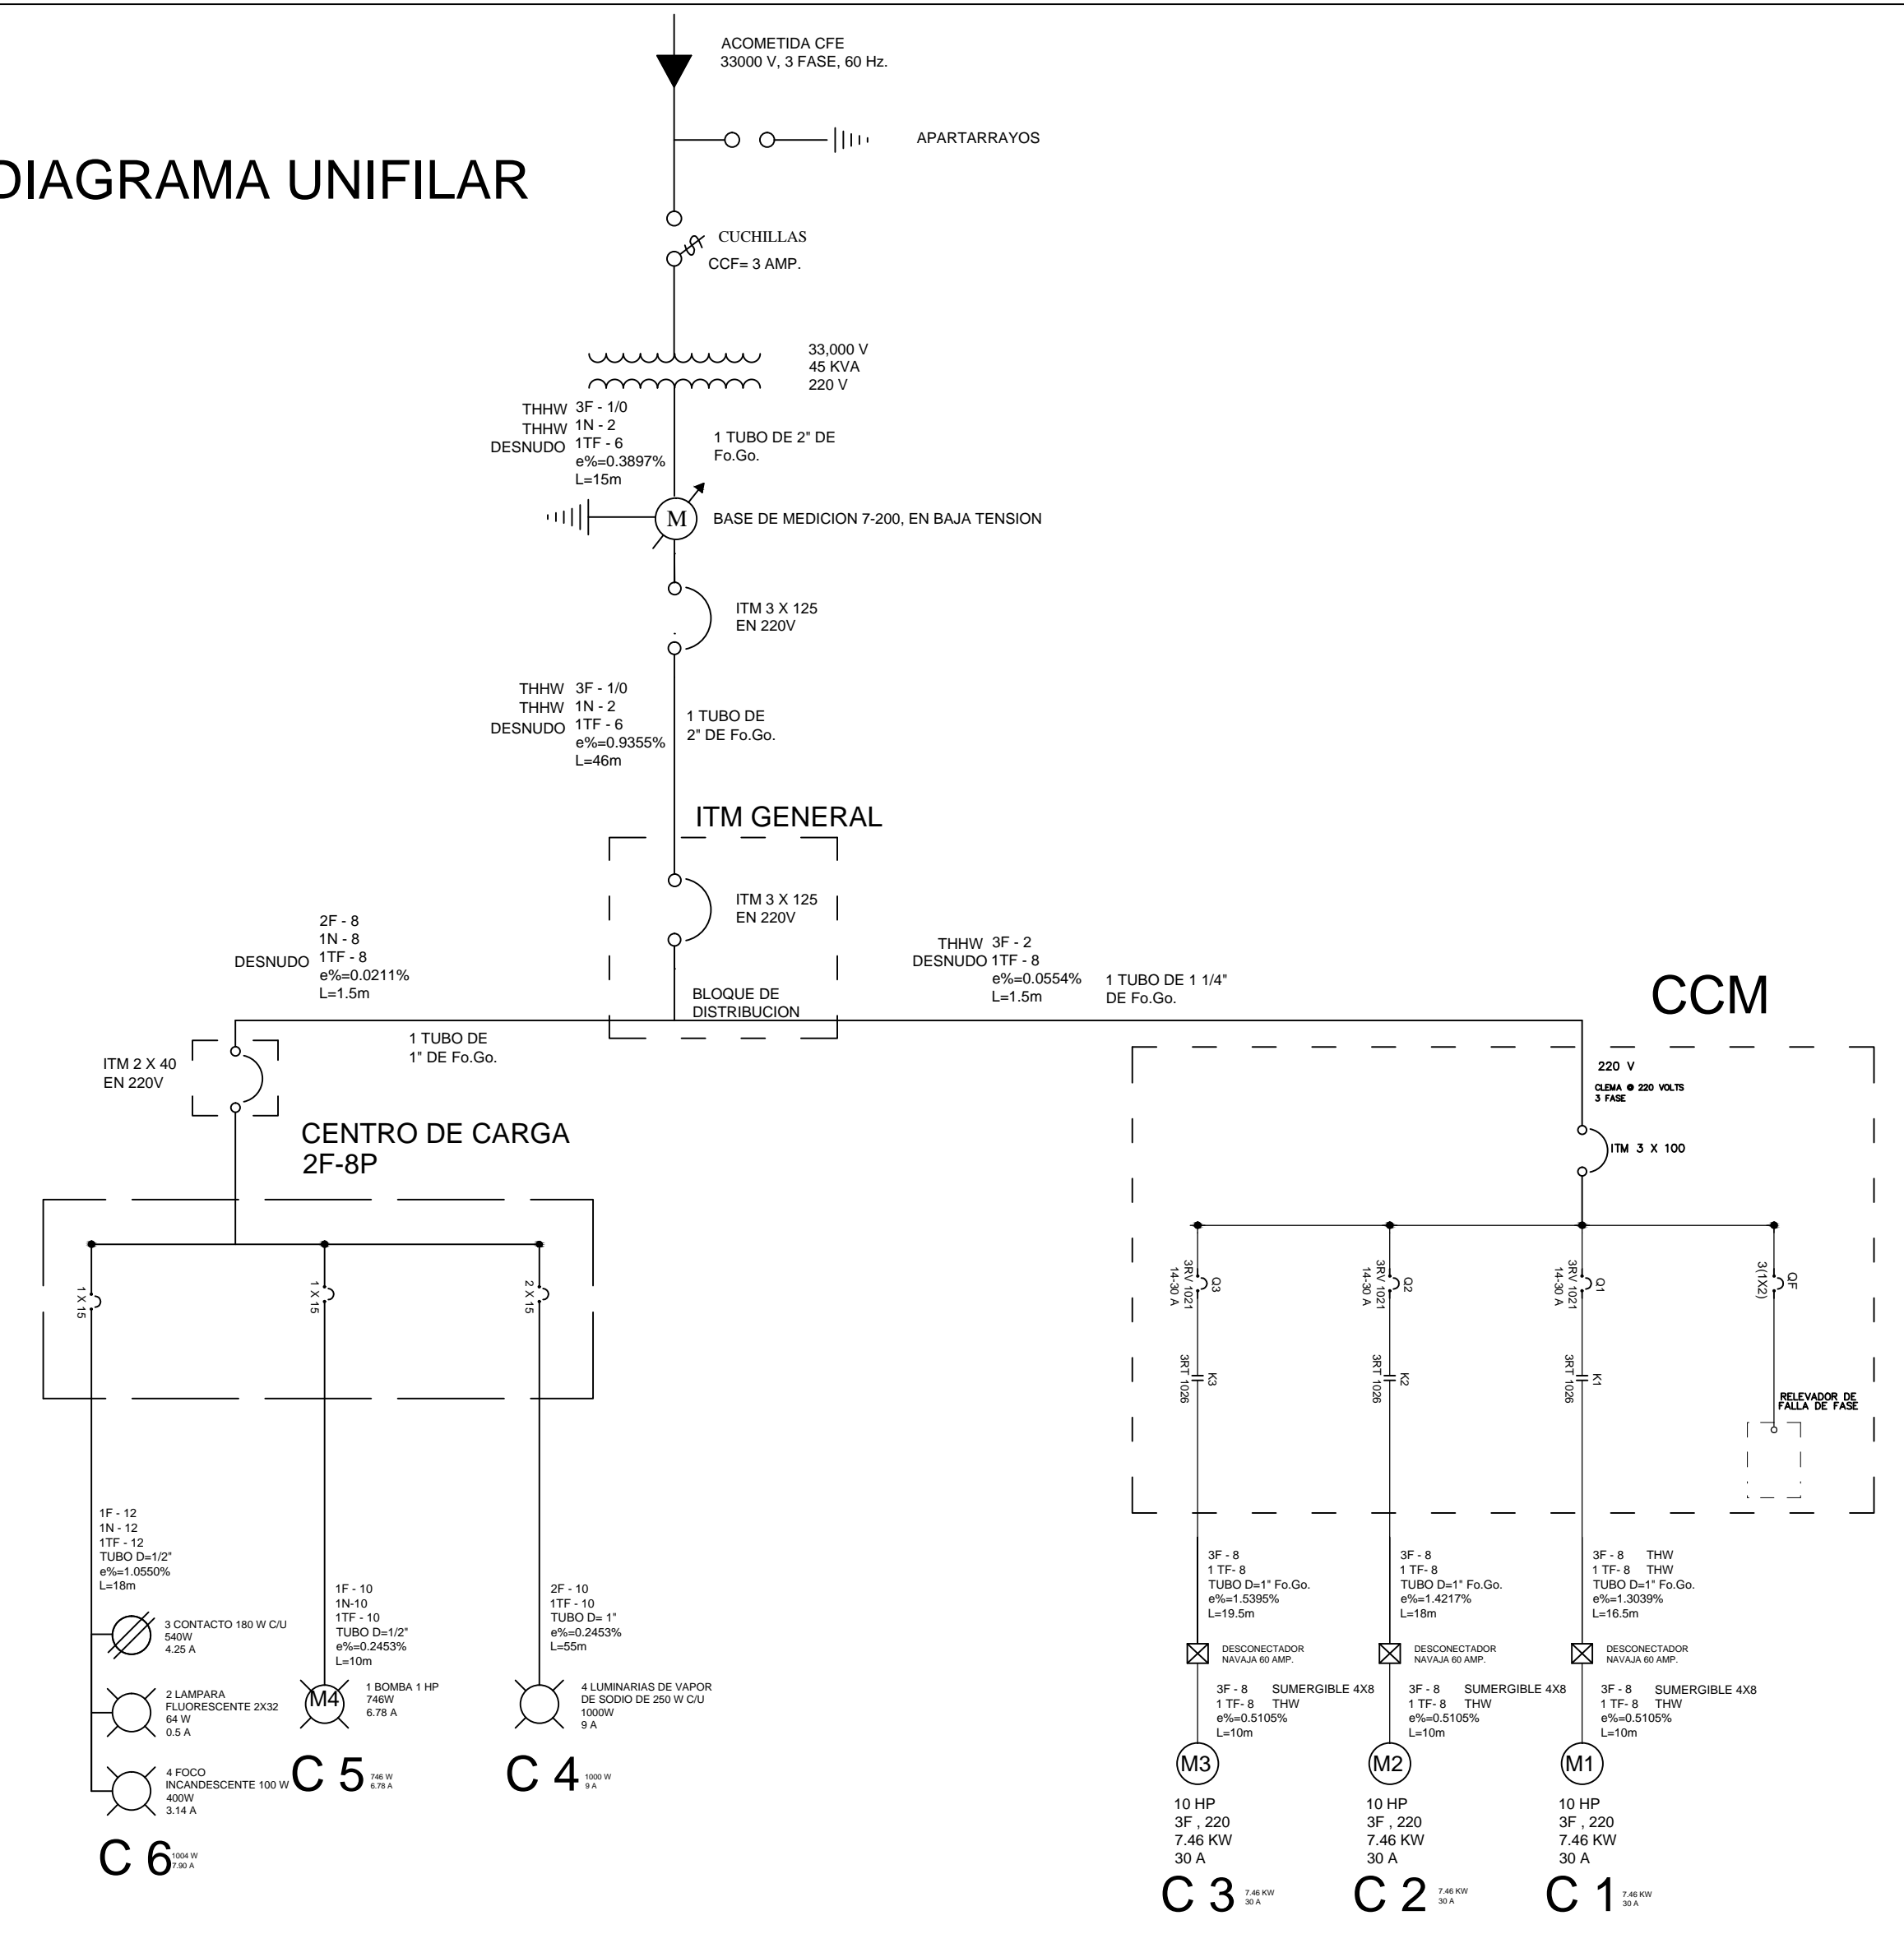 ACOMETIDA CFE
33000 V, 3 FASE, 60 Hz.
APARTARRAYOS
DIAGRAMA UNIFILAR
CUCHILLAS
CCF= 3 AMP.
33,000 V
45 KVA
220 V
THHW 3F - 1/0
THHW 1N - 2
DESNUDO 1TF - 6
e%=0.3897%
L=15m
1 TUBO DE 2" DE
Fo.Go.
M
BASE DE MEDICION 7-200, EN BAJA TENSION
ITM 3 X 125
EN 220V
THHW 3F - 1/0
THHW 1N - 2
DESNUDO 1TF - 6
e%=0.9355%
L=46m
1 TUBO DE
2" DE Fo.Go.
ITM GENERAL
ITM 3 X 125
EN 220V
BLOQUE DE
DISTRIBUCION
2F - 8
1N - 8
DESNUDO 1TF - 8
e%=0.0211%
L=1.5m
1 TUBO DE
1" DE Fo.Go.
THHW 3F - 2
DESNUDO 1TF - 8
e%=0.0554%
L=1.5m
1 TUBO DE 1 1/4"
DE Fo.Go.
CCM
ITM 2 X 40
EN 220V
CENTRO DE CARGA
2F-8P
1 X 15
1 X 15
2 X 15
220 V
CLEMA @ 220 VOLTS
3 FASE
ITM 3 X 100
Q3
3RV 1021
14-30 A
Q2
3RV 1021
14-30 A
Q1
3RV 1021
14-30 A
QF
3(1X2)
K3
3RT 1026
K2
3RT 1026
K1
3RT 1026
RELEVADOR DE
FALLA DE FASE
1F - 12
1N - 12
1TF - 12
TUBO D=1/2"
e%=1.0550%
L=18m
3 CONTACTO 180 W C/U
540W
4.25 A
2 LAMPARA
FLUORESCENTE 2X32
64 W
0.5 A
4 FOCO
INCANDESCENTE 100 W
400W
3.14 A
C 6
1004 W
7.90 A
1F - 10
1N-10
1TF - 10
TUBO D=1/2"
e%=0.2453%
L=10m
M4
1 BOMBA 1 HP
746W
6.78 A
C 5
746 W
6.78 A
2F - 10
1TF - 10
TUBO D= 1"
e%=0.2453%
L=55m
4 LUMINARIAS DE VAPOR
DE SODIO DE 250 W C/U
1000W
9 A
C 4
1000 W
9 A
3F - 8
1 TF- 8
TUBO D=1" Fo.Go.
e%=1.5395%
L=19.5m
DESCONECTADOR
NAVAJA 60 AMP.
3F - 8 SUMERGIBLE 4X8
1 TF- 8 THW
e%=0.5105%
L=10m
M3
10 HP
3F , 220
7.46 KW
30 A
C 3
7.46 KW
30 A
3F - 8
1 TF- 8
TUBO D=1" Fo.Go.
e%=1.4217%
L=18m
DESCONECTADOR
NAVAJA 60 AMP.
3F - 8 SUMERGIBLE 4X8
1 TF- 8 THW
e%=0.5105%
L=10m
M2
10 HP
3F , 220
7.46 KW
30 A
C 2
7.46 KW
30 A
3F - 8 THW
1 TF- 8 THW
TUBO D=1" Fo.Go.
e%=1.3039%
L=16.5m
DESCONECTADOR
NAVAJA 60 AMP.
3F - 8 SUMERGIBLE 4X8
1 TF- 8 THW
e%=0.5105%
L=10m
M1
10 HP
3F , 220
7.46 KW
30 A
C 1
7.46 KW
30 A